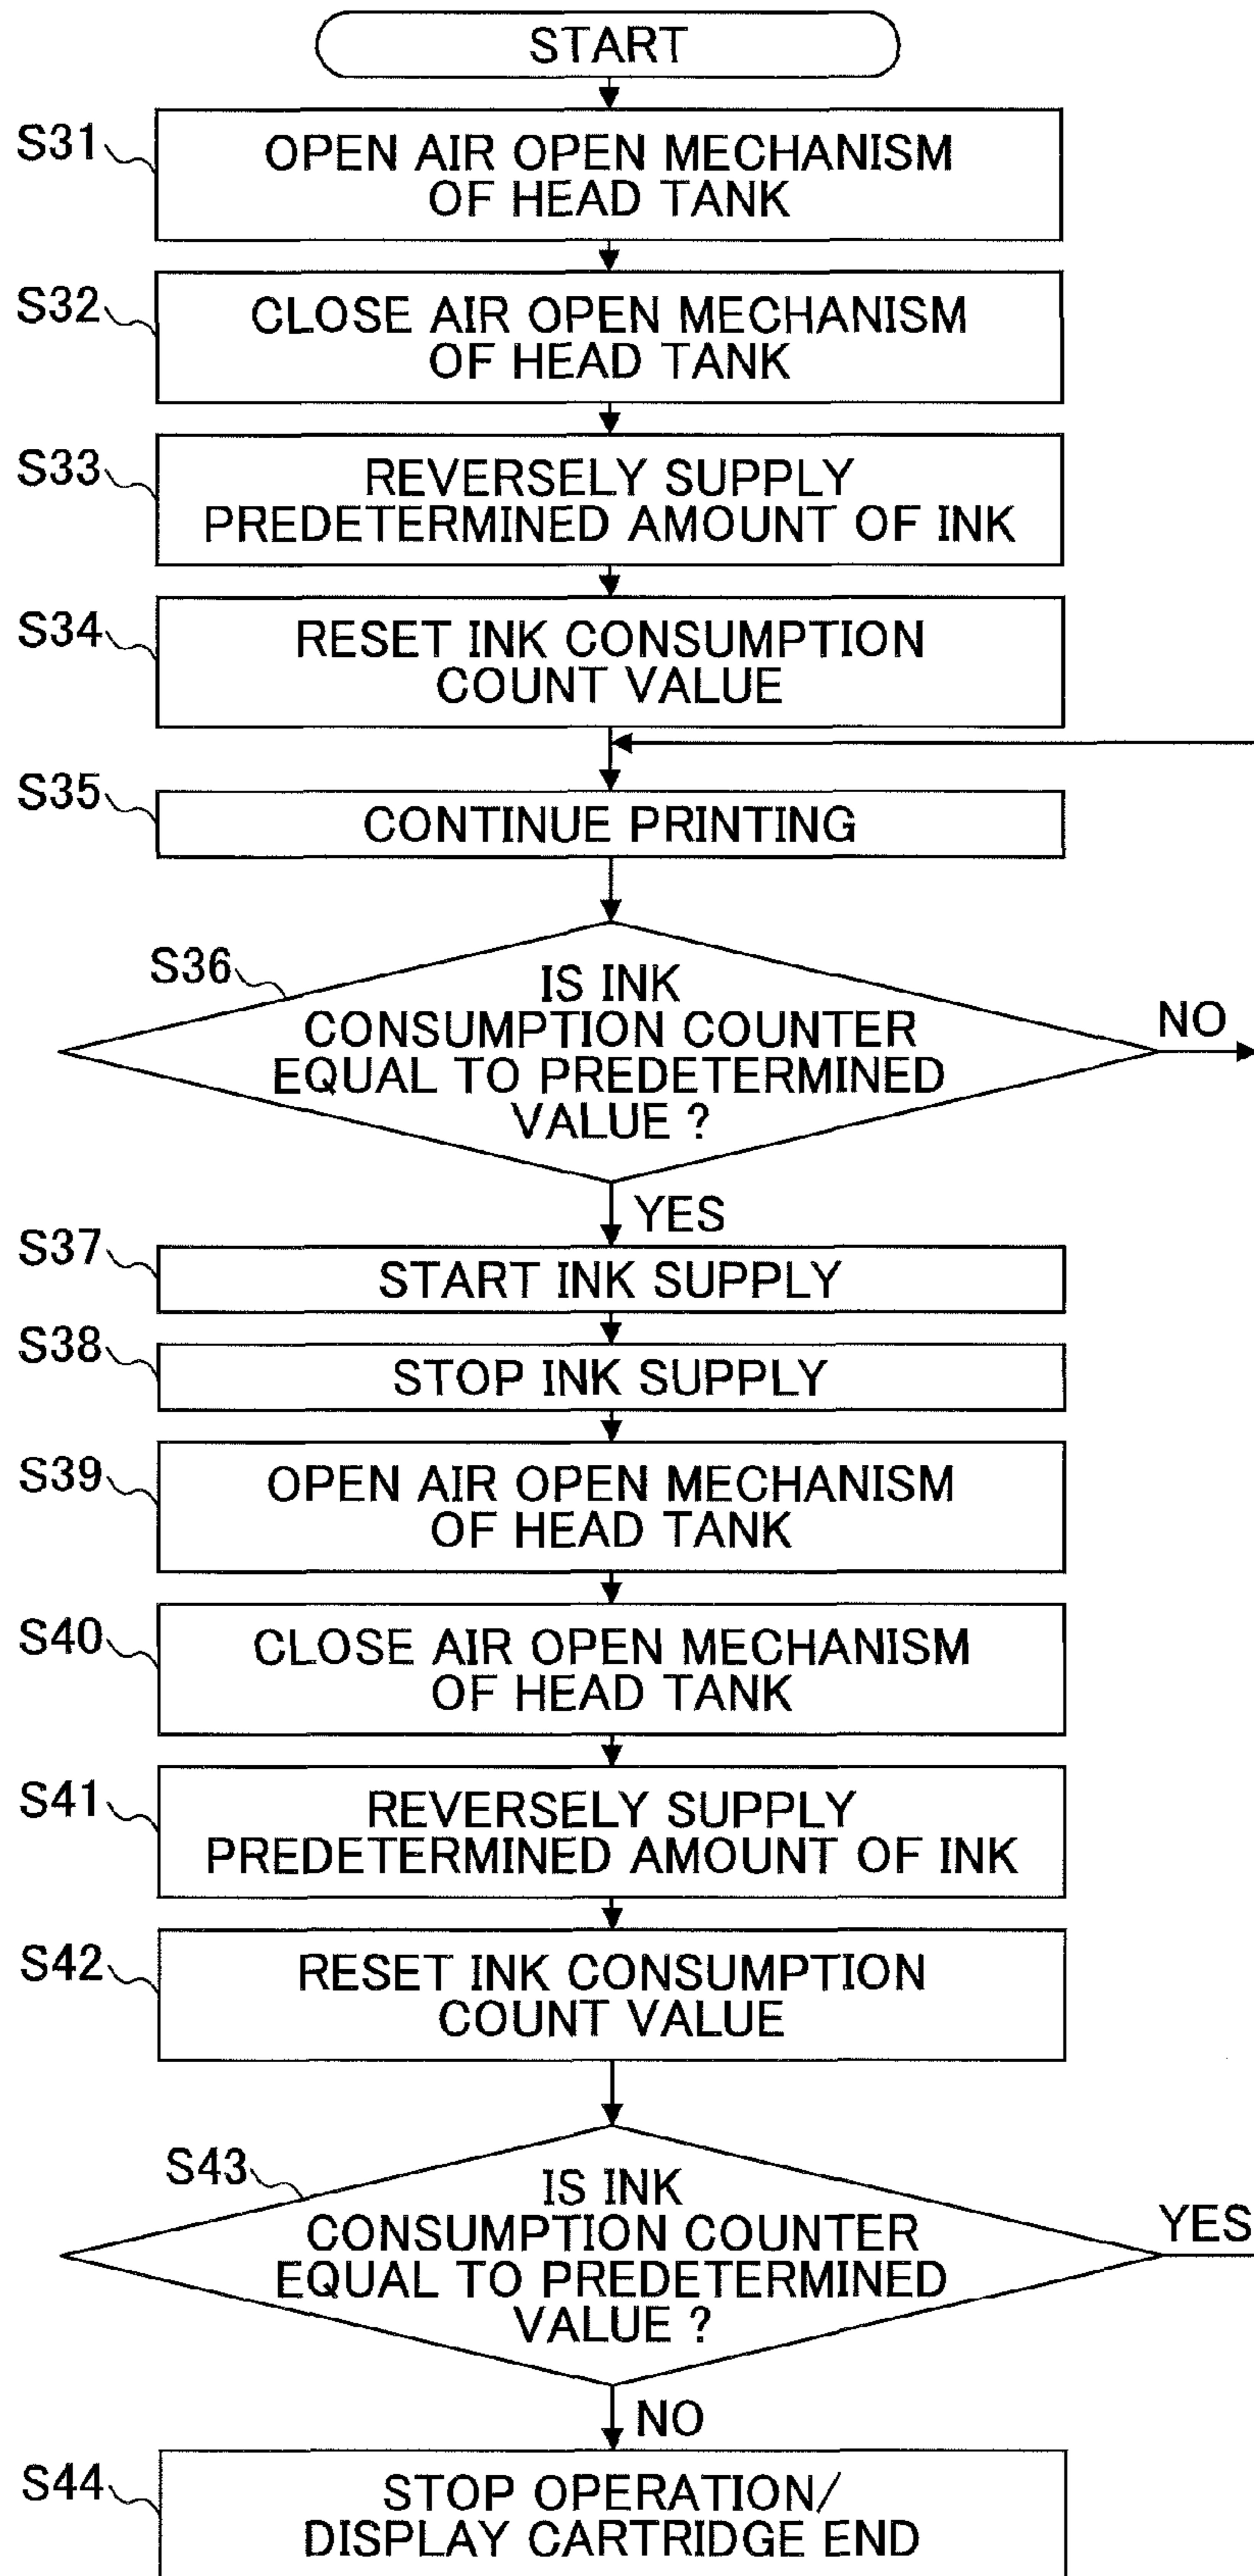 START
S31
OPEN AIR OPEN MECHANISM
OF HEAD TANK
S32
CLOSE AIR OPEN MECHANISM
OF HEAD TANK
S33
REVERSELY SUPPLY
PREDETERMINED AMOUNT OF INK
S34
RESET INK CONSUMPTION
COUNT VALUE
S35
CONTINUE PRINTING
S36
IS INK
CONSUMPTION COUNTER
EQUAL TO PREDETERMINED
VALUE ?
NO
YES
S37
START INK SUPPLY
S38
STOP INK SUPPLY
S39
OPEN AIR OPEN MECHANISM
OF HEAD TANK
S40
CLOSE AIR OPEN MECHANISM
OF HEAD TANK
S41
REVERSELY SUPPLY
PREDETERMINED AMOUNT OF INK
S42
RESET INK CONSUMPTION
COUNT VALUE
S43
IS INK
CONSUMPTION COUNTER
EQUAL TO PREDETERMINED
VALUE ?
YES
NO
S44
STOP OPERATION/
DISPLAY CARTRIDGE END